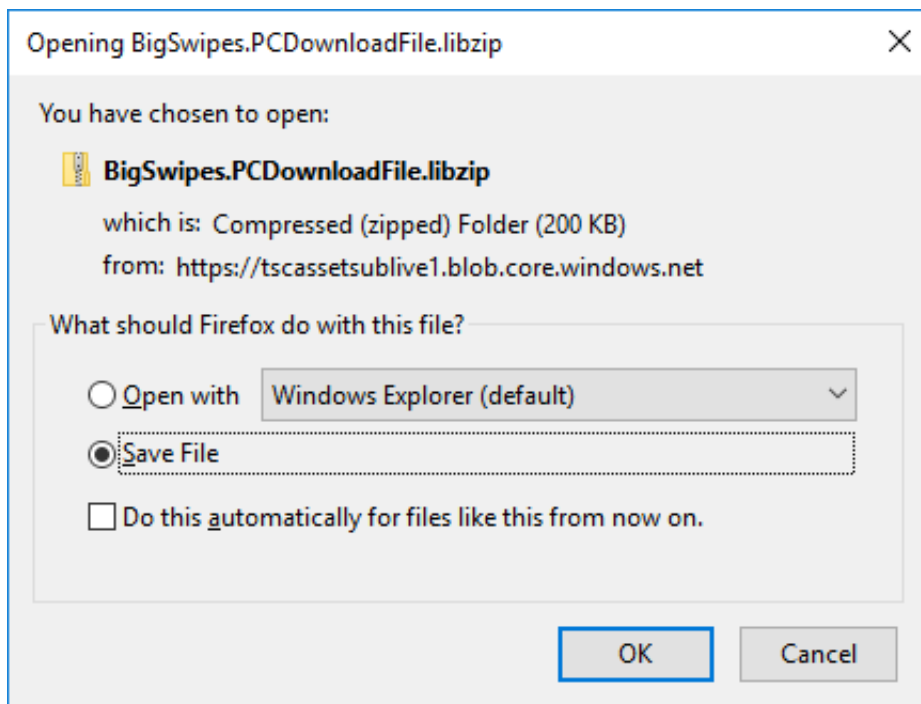 Opening BigSwipes.PCDownloadFile.libzip
You have chosen to open:
BigSwipes.PCDownloadFile.libzip
which is: Compressed (zipped) Folder (200 KB)
from: https://tscassetsublive1.blob.core.windows.net
What should Firefox do with this file?
Open with Windows Explorer (default)
Save File
Do this automatically for files like this from now on.
OK Cancel